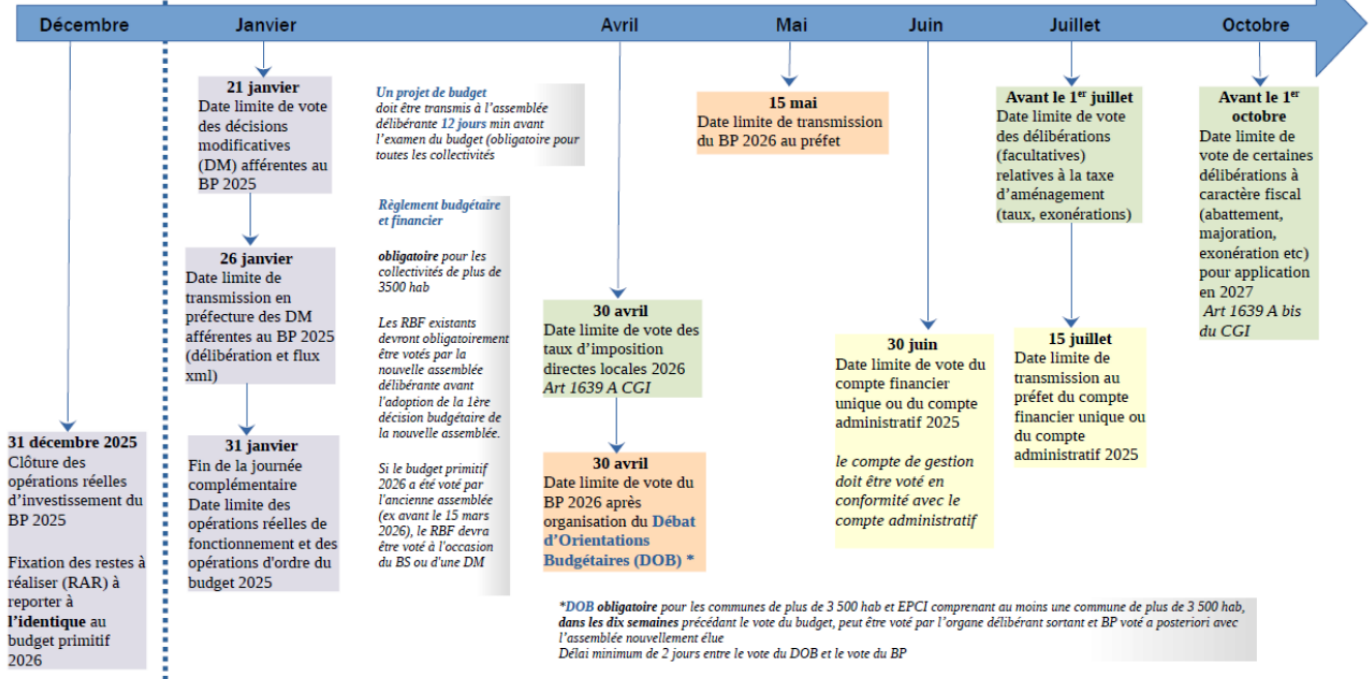 Décembre
Janvier
Avril
Mai
Juin
Juillet
Octobre
31 décembre 2025
Clôture des
opérations réelles
d'investissement du
BP 2025
Fixation des restes à
réaliser (RAR) à
reporter à
l'identique au
budget primitif
2026
21 janvier
Date limite de vote
des décisions
modificatives
(DM) afférentes au
BP 2025
26 janvier
Date limite de
transmission en
préfecture des DM
afférentes au BP 2025
(délibération et flux
xml)
31 janvier
Fin de la journée
complémentaire
Date limite des
opérations réelles de
fonctionnement et des
opérations d'ordre du
budget 2025
Un projet de budget
doit être transmis à l'assemblée
délibérante 12 jours min avant
l'examen du budget (obligatoire pour
toutes les collectivités
Règlement budgétaire
et financier
obligatoire pour les
collectivités de plus de
3500 hab
Les RBF existants
devront obligatoirement
être votés par la
nouvelle assemblée
délibérante avant
l'adoption de la 1ère
décision budgétaire de
la nouvelle assemblée.
Si le budget primitif
2026 a été voté par
l'ancienne assemblée
(ex avant le 15 mars
2026), le RBF devra
être voté à l'occasion
du BS ou d'une DM
30 avril
Date limite de vote des
taux d'imposition
directes locales 2026
Art 1639 A CGI
30 avril
Date limite de vote du
BP 2026 après
organisation du Débat
d'Orientations
Budgétaires (DOB) *
15 mai
Date limite de transmission
du BP 2026 au préfet
30 juin
Date limite de vote du
compte financier
unique ou du compte
administratif 2025
le compte de gestion
doit être voté en
conformité avec le
compte administratif
Avant le 1er juillet
Date limite de vote
des délibérations
(facultatives)
relatives à la taxe
d'aménagement
(taux, exonérations)
15 juillet
Date limite de
transmission au
préfet du compte
financier unique ou
du compte
administratif 2025
Avant le 1er
octobre
Date limite de
vote de certaines
délibérations à
caractère fiscal
(abattement,
majoration,
exonération etc)
pour application
en 2027
Art 1639 A bis
du CGI
*DOB obligatoire pour les communes de plus de 3 500 hab et EPCI comprenant au moins une commune de plus de 3 500 hab,
dans les dix semaines précédant le vote du budget, peut être voté par l'organe délibérant sortant et BP voté a posteriori avec
l'assemblée nouvellement élue
Délai minimum de 2 jours entre le vote du DOB et le vote du BP